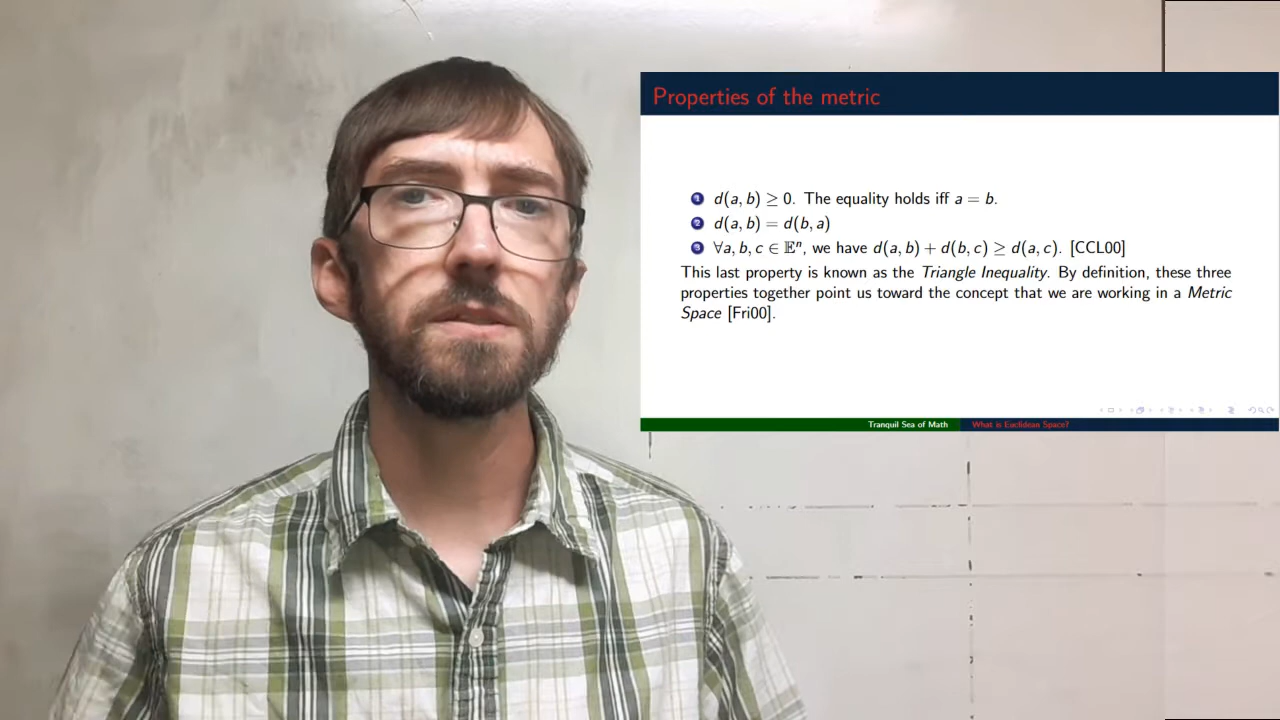 Properties of the metric
1 d(a, b) ≥ 0. The equality holds iff a = b.
2 d(a, b) = d(b, a)
3 ∀a, b, c ∈ 𝔼ⁿ, we have d(a, b) + d(b, c) ≥ d(a, c). [CCL00]
This last property is known as the Triangle Inequality. By definition, these three
properties together point us toward the concept that we are working in a Metric
Space [Fri00].
Tranquil Sea of Math What is Euclidean Space?